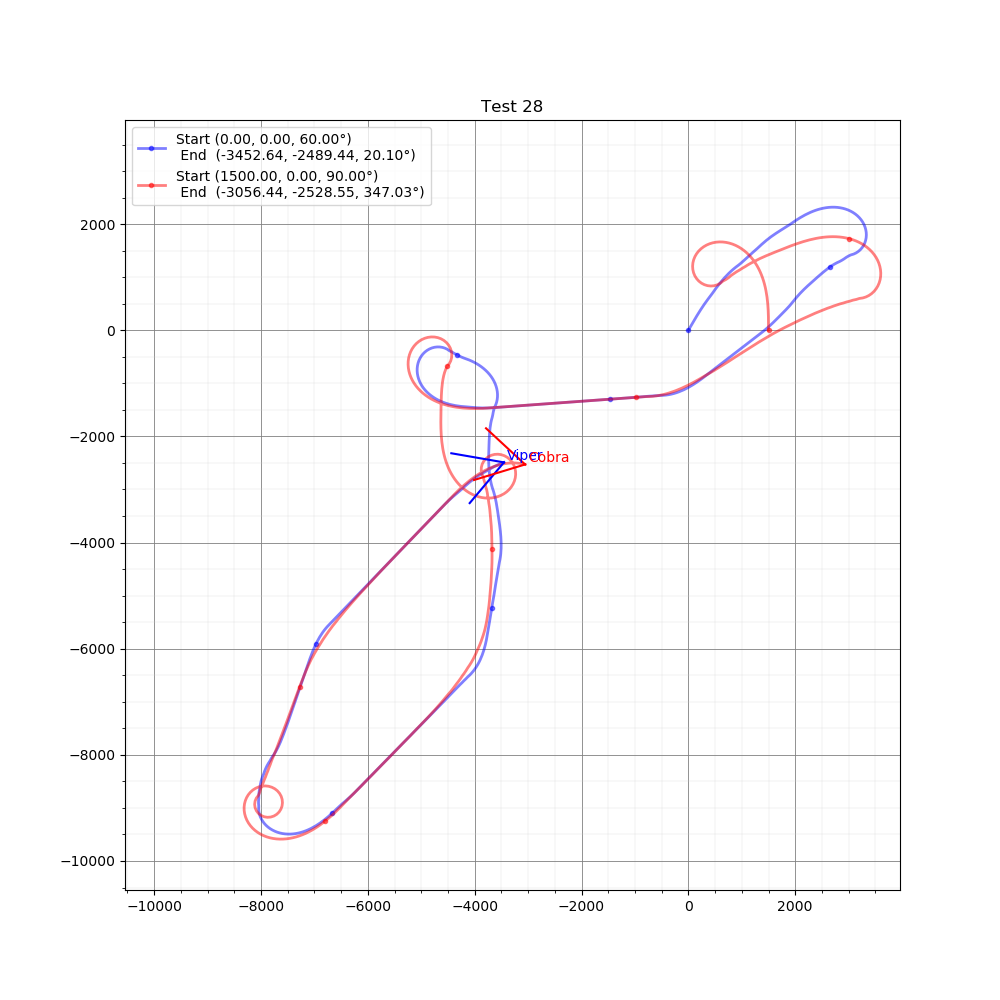 Test 28
Start (0.00, 0.00, 60.00°)
End (-3452.64, -2489.44, 20.10°)
Start (1500.00, 0.00, 90.00°)
End (-3056.44, -2528.55, 347.03°)
2000
0
−2000
−4000
−6000
−8000
−10000
Viper
Cobra
−10000 −8000 −6000 −4000 −2000 0 2000